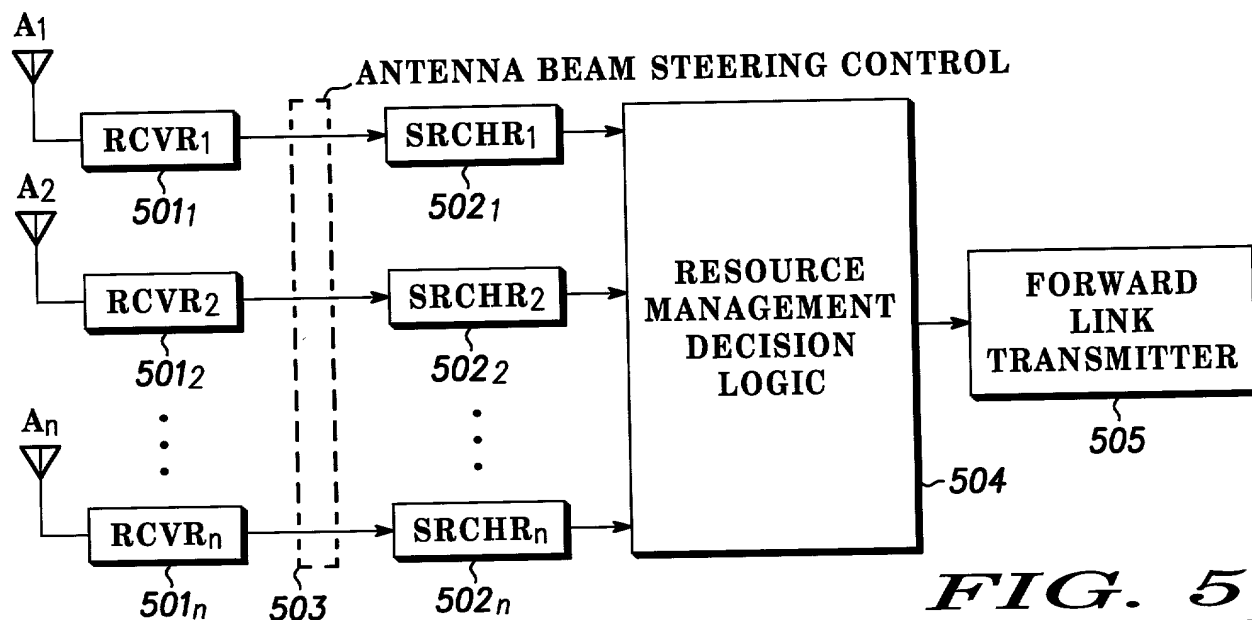 A1
ANTENNA BEAM STEERING CONTROL
RCVR1
SRCHR1
5011
5021
A2
RCVR2
SRCHR2
5012
5022
RESOURCE
MANAGEMENT
DECISION
LOGIC
FORWARD
LINK
TRANSMITTER
505
504
An
RCVRn
SRCHRn
501n
503
502n
FIG. 5